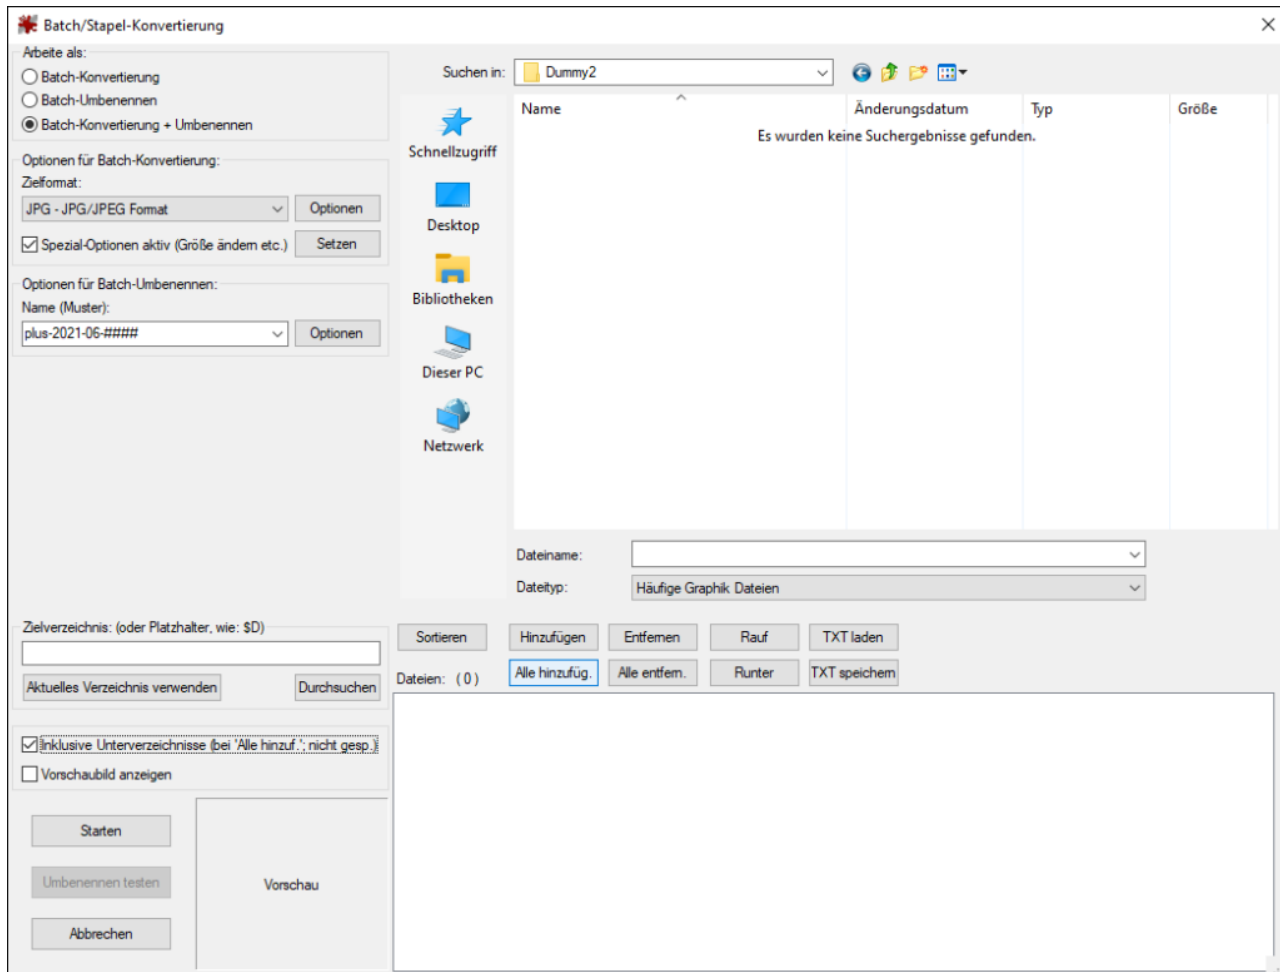 Batch/Stapel-Konvertierung
Arbeite als:
Batch-Konvertierung
Batch-Umbenennen
Batch-Konvertierung + Umbenennen
Optionen für Batch-Konvertierung:
Zielformat:
JPG - JPG/JPEG Format
Optionen
Spezial-Optionen aktiv (Größe ändern etc.)
Setzen
Optionen für Batch-Umbenennen:
Name (Muster):
plus-2021-06-####
Optionen
Suchen in:
Dummy2
Schnellzugriff
Desktop
Bibliotheken
Dieser PC
Netzwerk
Name
Änderungsdatum
Typ
Größe
Es wurden keine Suchergebnisse gefunden.
Dateiname:
Dateityp:
Häufige Graphik Dateien
Zielverzeichnis: (oder Platzhalter, wie: $D)
Aktuelles Verzeichnis verwenden
Durchsuchen
Sortieren
Hinzufügen
Entfernen
Rauf
TXT laden
Dateien: ( 0 )
Alle hinzufüg.
Alle entfern.
Runter
TXT speichern
Inklusive Unterverzeichnisse (bei 'Alle hinzuf.'; nicht gesp.)
Vorschaubild anzeigen
Starten
Umbenennen testen
Abbrechen
Vorschau